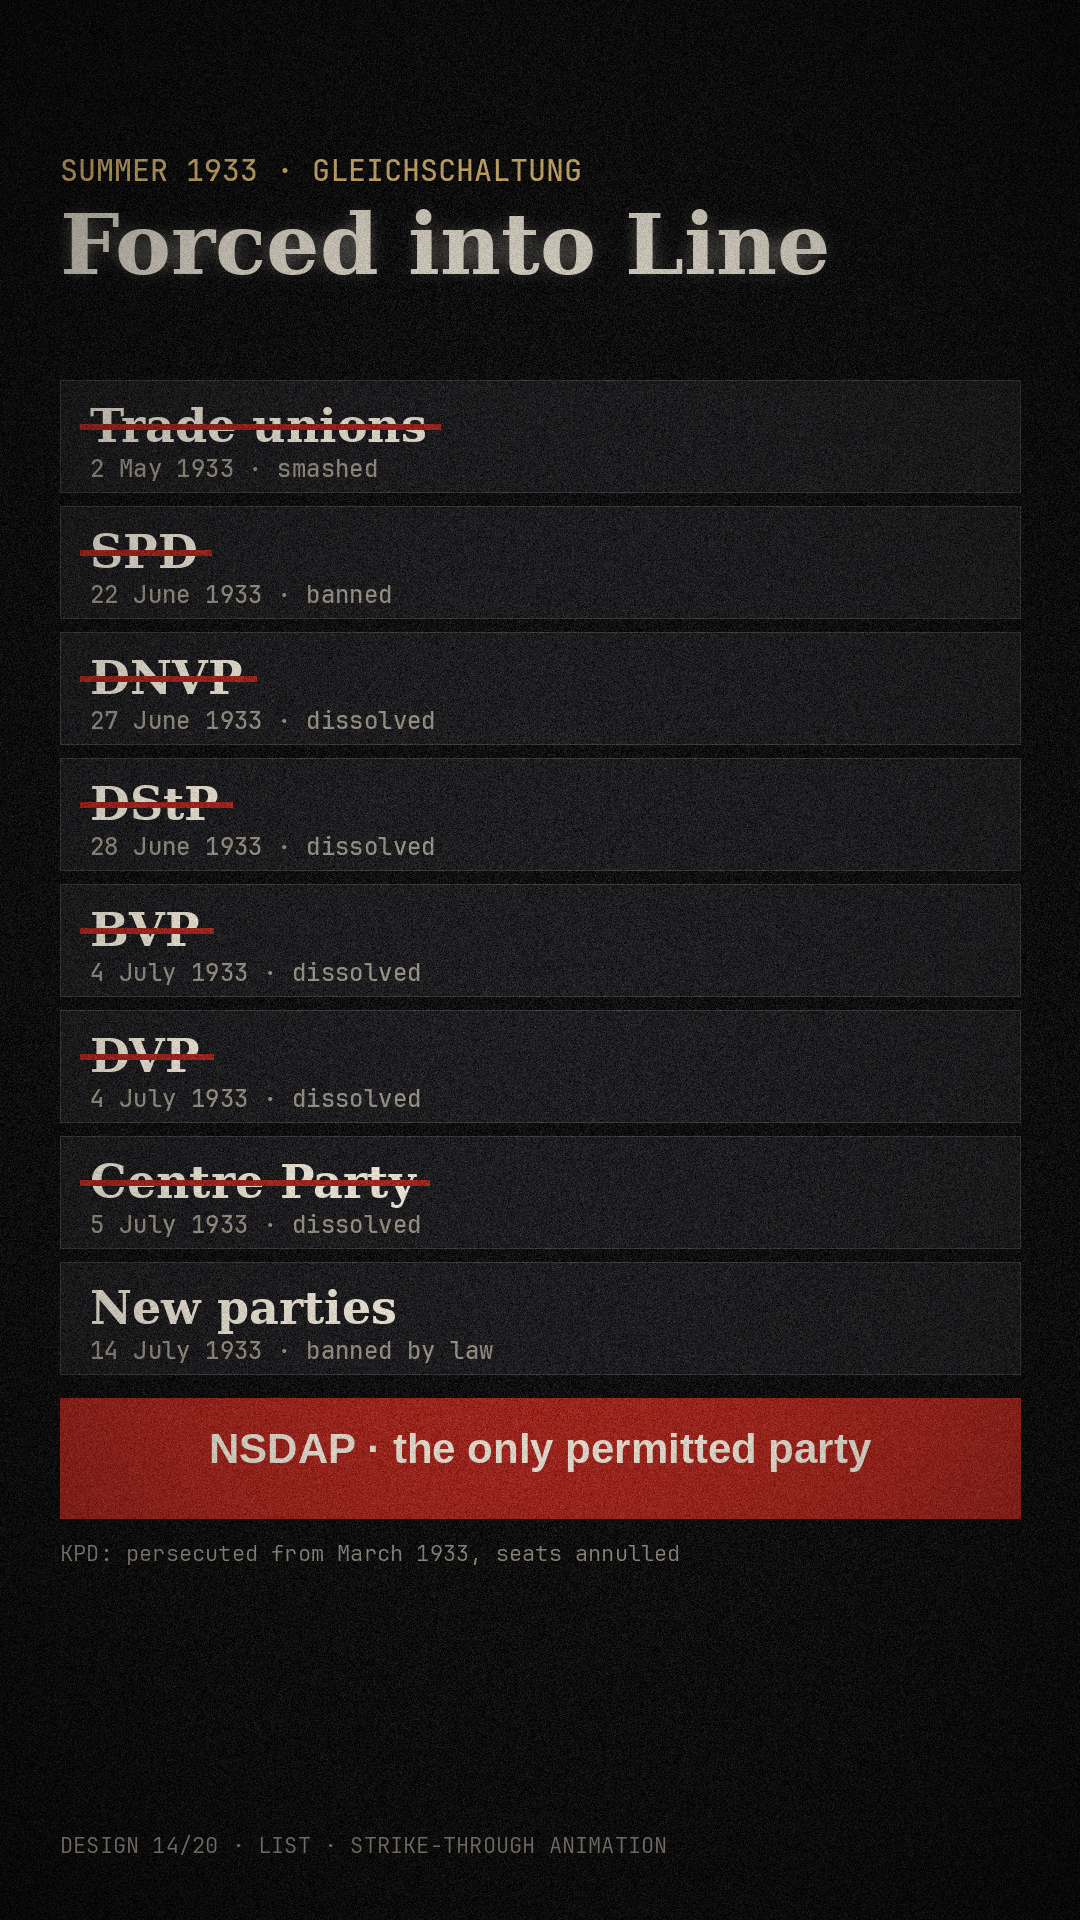 SUMMER 1933 · GLEICHSCHALTUNG
Forced into Line
Trade unions
2 May 1933 · smashed
SPD
22 June 1933 · banned
DNVP
27 June 1933 · dissolved
DStP
28 June 1933 · dissolved
BVP
4 July 1933 · dissolved
DVP
4 July 1933 · dissolved
Centre Party
5 July 1933 · dissolved
New parties
14 July 1933 · banned by law
NSDAP · the only permitted party
KPD: persecuted from March 1933, seats annulled
DESIGN 14/20 · LIST · STRIKE-THROUGH ANIMATION